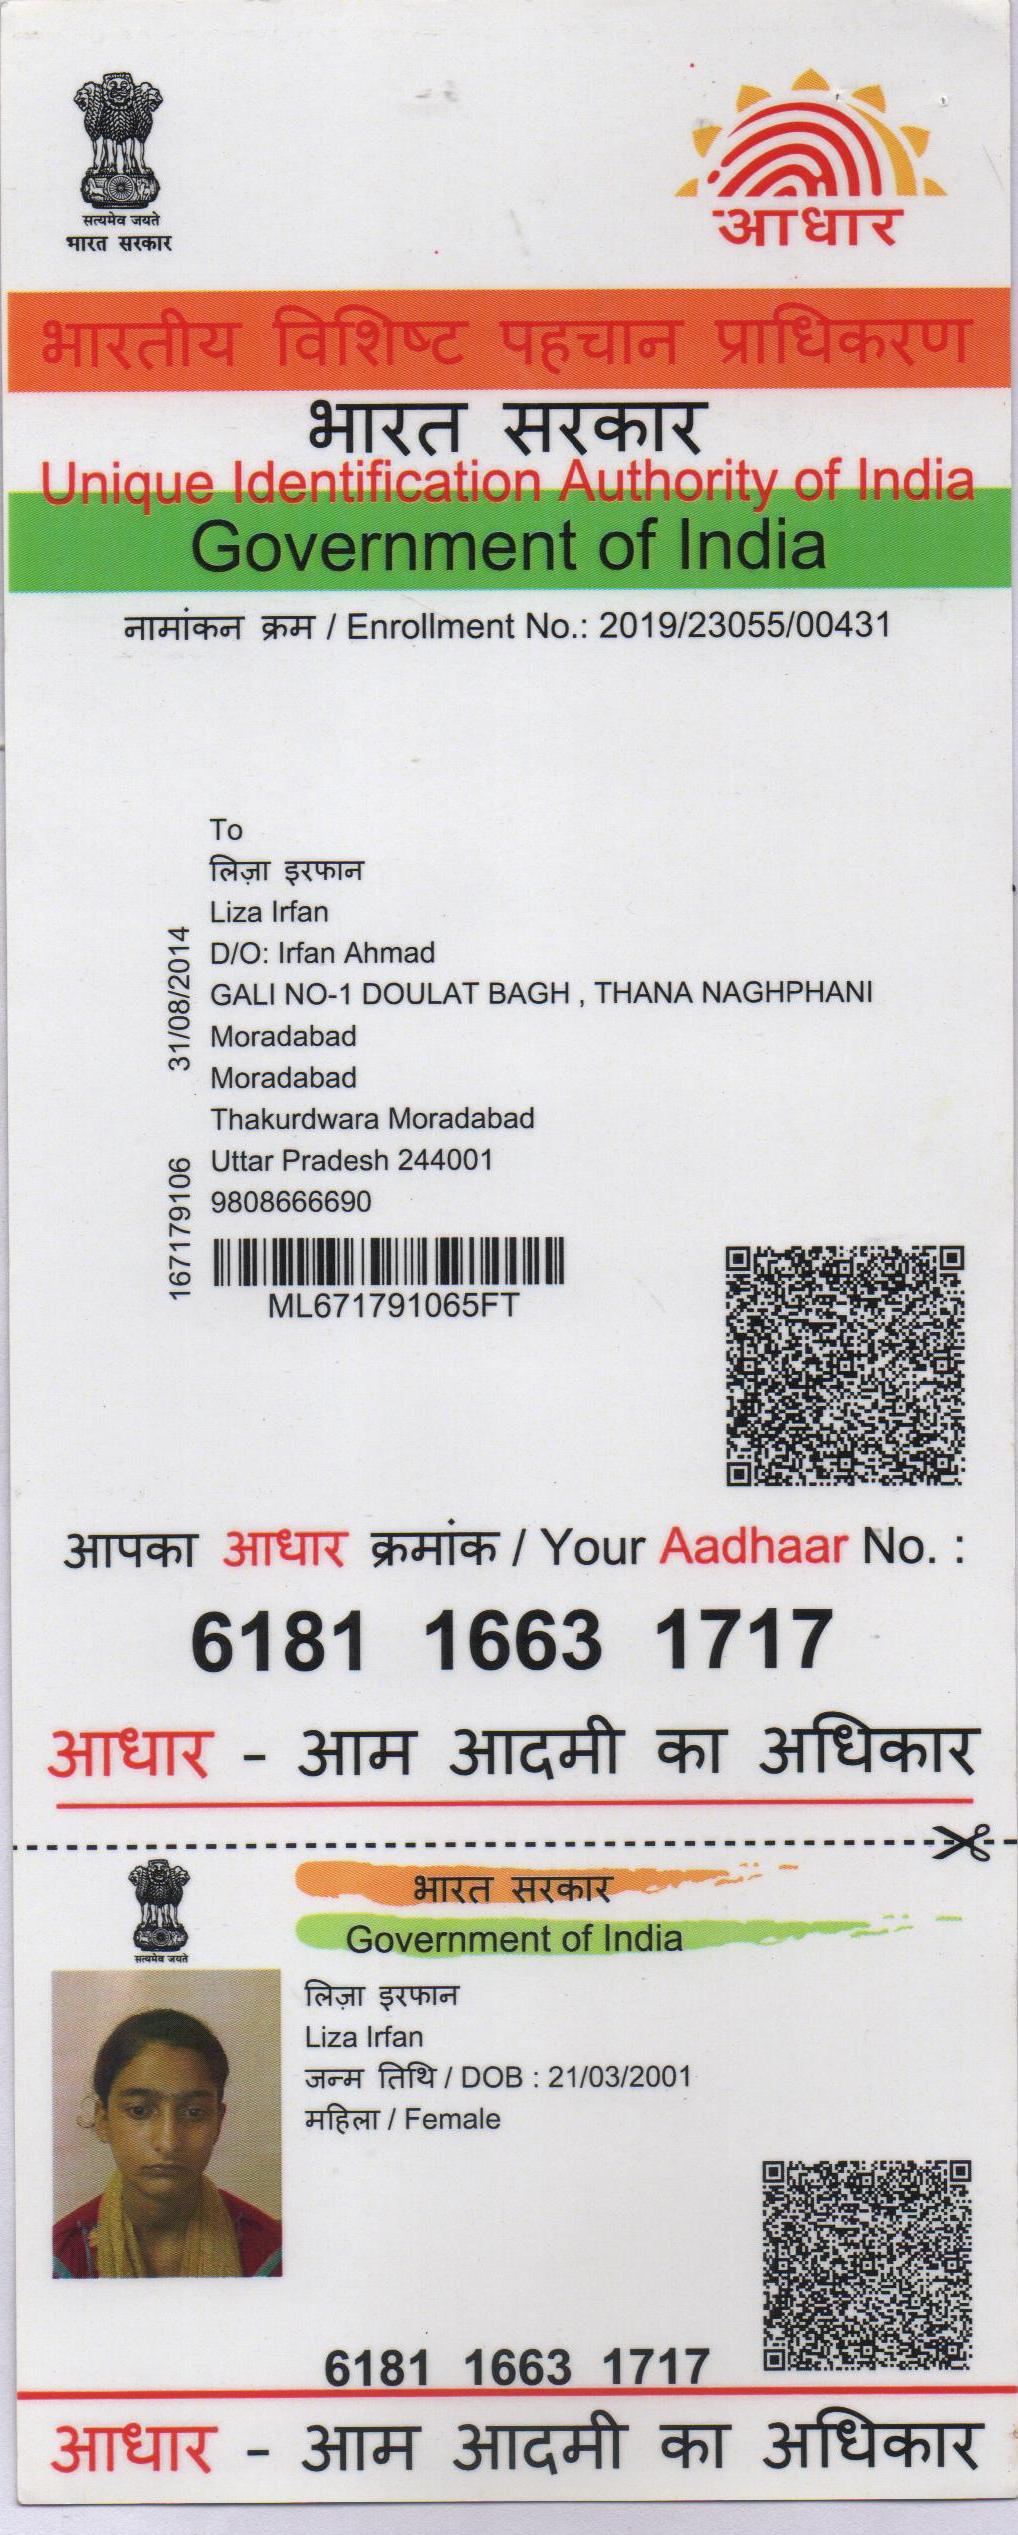 सत्यमेव जयते
भारत सरकार
आधार
भारतीय विशिष्ट पहचान प्राधिकरण
भारत सरकार
Unique Identification Authority of India
Government of India
नामांकन क्रम / Enrollment No.: 2019/23055/00431
To
लिज़ा इरफान
Liza Irfan
D/O: Irfan Ahmad
GALI NO-1 DOULAT BAGH , THANA NAGHPHANI
Moradabad
Moradabad
Thakurdwara Moradabad
Uttar Pradesh 244001
9808666690
31/08/2014
167179106
ML671791065FT
आपका आधार क्रमांक / Your Aadhaar No. :
6181 1663 1717
आधार - आम आदमी का अधिकार
सत्यमेव जयते
भारत सरकार
Government of India
लिज़ा इरफान
Liza Irfan
जन्म तिथि / DOB : 21/03/2001
महिला / Female
6181 1663 1717
आधार - आम आदमी का अधिकार